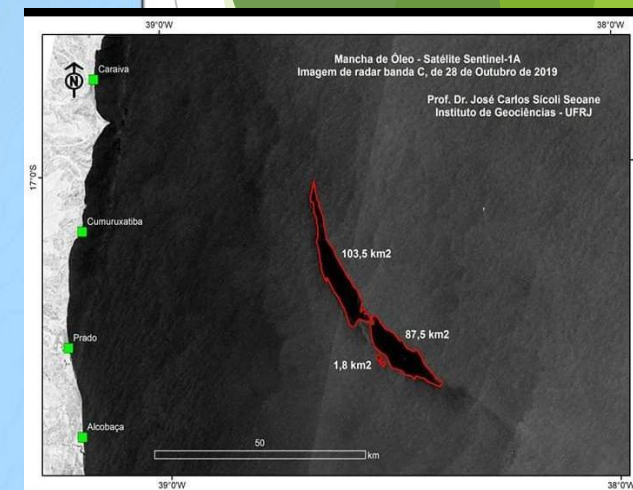 39°0'W
38°0'W
Mancha de Óleo - Satélite Sentinel-1A
Imagem de radar banda C, de 28 de Outubro de 2019
Prof. Dr. José Carlos Sícoli Seoane
Instituto de Geociências - UFRJ
Caraiva
N
17°0'S
Cumuruxatiba
103,5 km2
87,5 km2
Prado
1,8 km2
Alcobaça
50
km
39°0'W
38°0'W